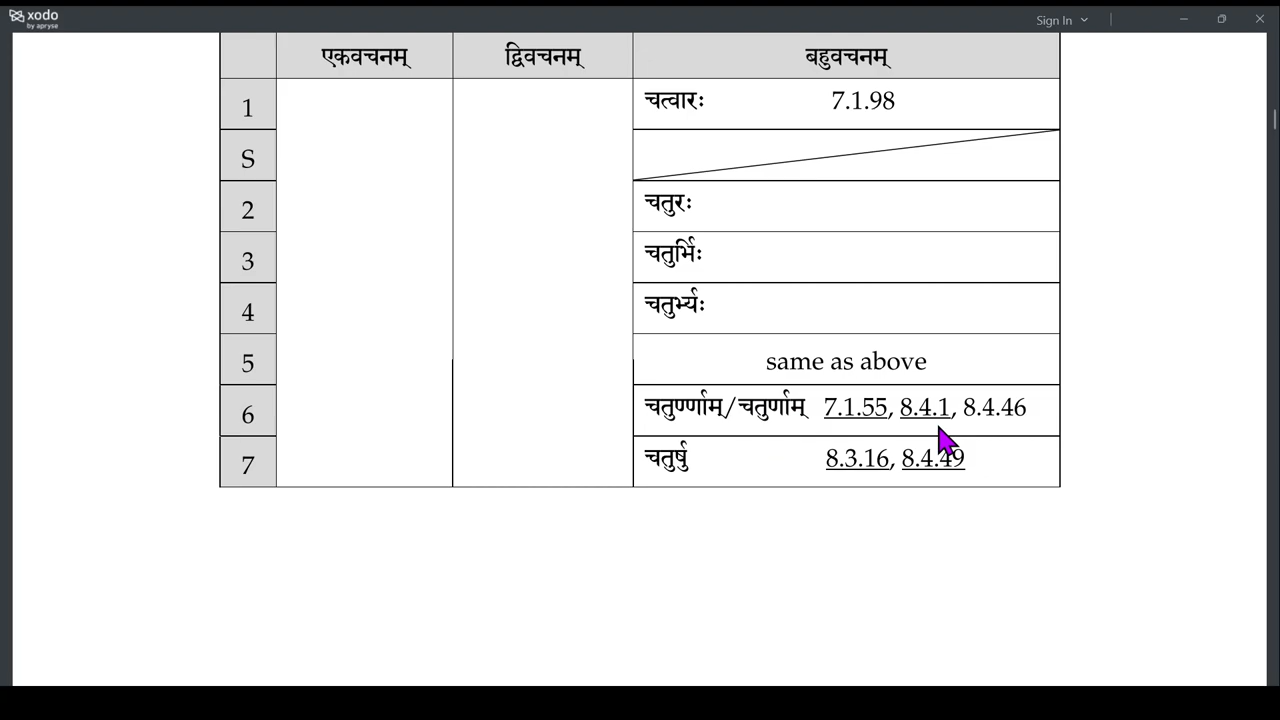 xodo
by apryse
Sign In
एकवचनम् द्विवचनम् बहुवचनम्
1 चत्वारः 7.1.98
S
2 चतुरः
3 चतुर्भिः
4 चतुर्भ्यः
5 same as above
6 चतुर्ण्णाम्/चतुर्णाम् 7.1.55, 8.4.1, 8.4.46
7 चतुर्षु 8.3.16, 8.4.49